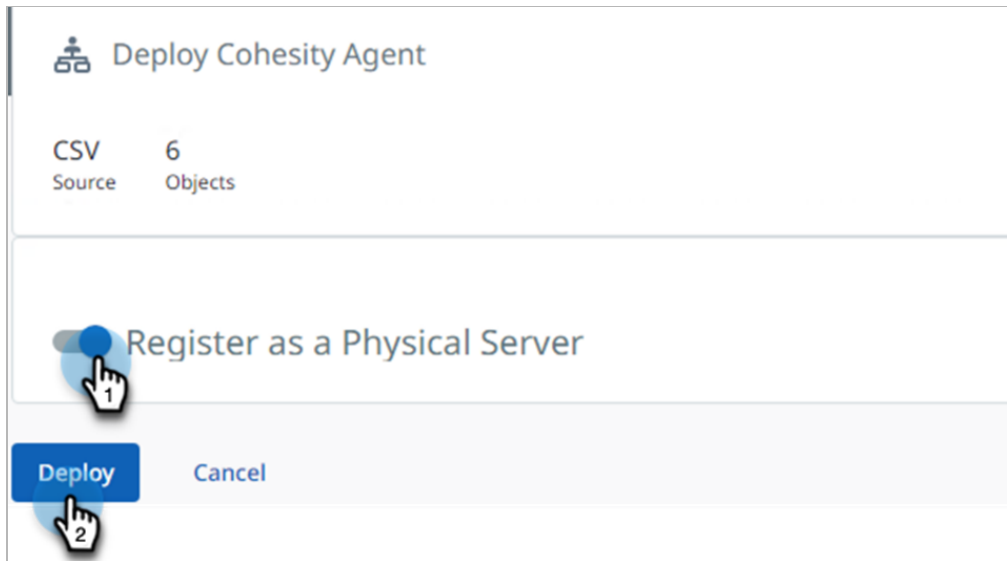 Deploy Cohesity Agent
CSV 6
Source Objects
Register as a Physical Server
1
Deploy Cancel
2